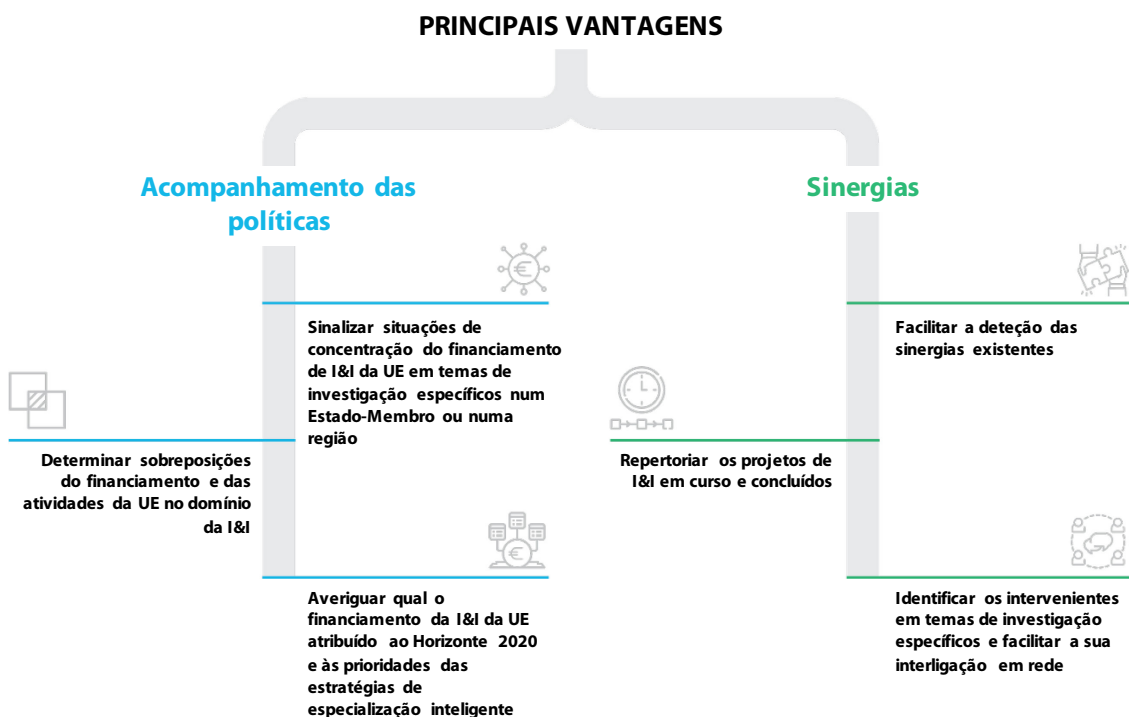 PRINCIPAIS VANTAGENS
Acompanhamento das
políticas
Sinalizar situações de
concentração do financiamento
de I&I da UE em temas de
investigação específicos num
Estado-Membro ou numa
região
Determinar sobreposições
do financiamento e das
atividades da UE no domínio
da I&I
Averiguar qual o
financiamento da I&I da UE
atribuído ao Horizonte 2020
e às prioridades das
estratégias de
especialização inteligente
Sinergias
Facilitar a deteção das
sinergias existentes
Repertoriar os projetos de
I&I em curso e concluídos
Identificar os intervenientes
em temas de investigação
específicos e facilitar a sua
interligação em rede